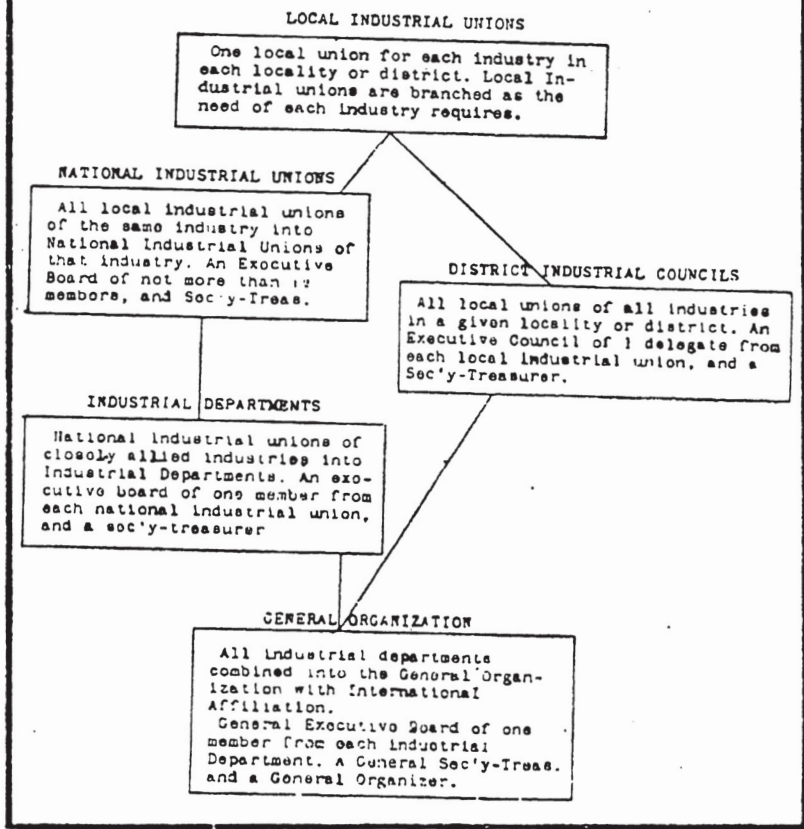 LOCAL INDUSTRIAL UNIONS
One local union for each industry in
each locality or district. Local In-
dustrial unions are branched as the
need of each industry requires.
NATIONAL INDUSTRIAL UNIONS
All local industrial unions
of the same industry into
National Industrial Unions of
that industry. An Executive
Board of not more than
members, and Sec'y-Treas.
DISTRICT INDUSTRIAL COUNCILS
All local unions of all industries
in a given locality or district. An
Executive Council of 1 delegate from
each local industrial union, and a
Sec'y-Treasurer.
INDUSTRIAL DEPARTMENTS
National industrial unions of
closely allied industries into
Industrial Departments. An exe-
cutive board of one member from
each national industrial union,
and a sec'y-treasurer
GENERAL ORGANIZATION
All industrial departments
combined into the General Organ-
ization with International
Affiliation.
General Executive Board of one
member from each industrial
Department. A General Sec'y-Treas.
and a General Organizer.